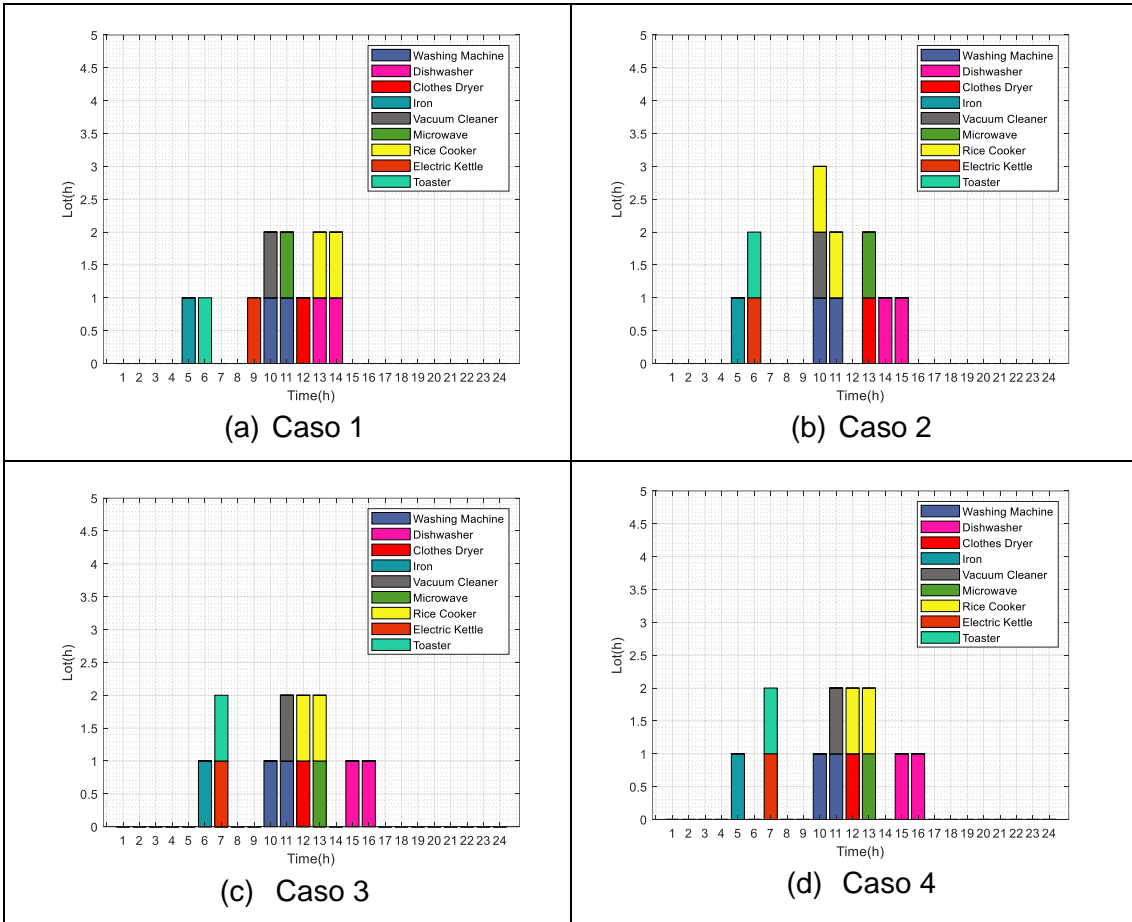 5
4.5
4
3.5
3
2.5
2
1.5
1
0.5
0
Lot(h)
Washing Machine
Dishwasher
Clothes Dryer
Iron
Vacuum Cleaner
Microwave
Rice Cooker
Electric Kettle
Toaster
1 2 3 4 5 6 7 8 9 10 11 12 13 14 15 16 17 18 19 20 21 22 23 24
Time(h)
(a) Caso 1
5
4.5
4
3.5
3
2.5
2
1.5
1
0.5
0
Lot(h)
Washing Machine
Dishwasher
Clothes Dryer
Iron
Vacuum Cleaner
Microwave
Rice Cooker
Electric Kettle
Toaster
1 2 3 4 5 6 7 8 9 10 11 12 13 14 15 16 17 18 19 20 21 22 23 24
Time(h)
(b) Caso 2
5
4.5
4
3.5
3
2.5
2
1.5
1
0.5
0
Lot(h)
Washing Machine
Dishwasher
Clothes Dryer
Iron
Vacuum Cleaner
Microwave
Rice Cooker
Electric Kettle
Toaster
1 2 3 4 5 6 7 8 9 10 11 12 13 14 15 16 17 18 19 20 21 22 23 24
Time(h)
(c) Caso 3
5
4.5
4
3.5
3
2.5
2
1.5
1
0.5
0
Lot(h)
Washing Machine
Dishwasher
Clothes Dryer
Iron
Vacuum Cleaner
Microwave
Rice Cooker
Electric Kettle
Toaster
1 2 3 4 5 6 7 8 9 10 11 12 13 14 15 16 17 18 19 20 21 22 23 24
Time(h)
(d) Caso 4